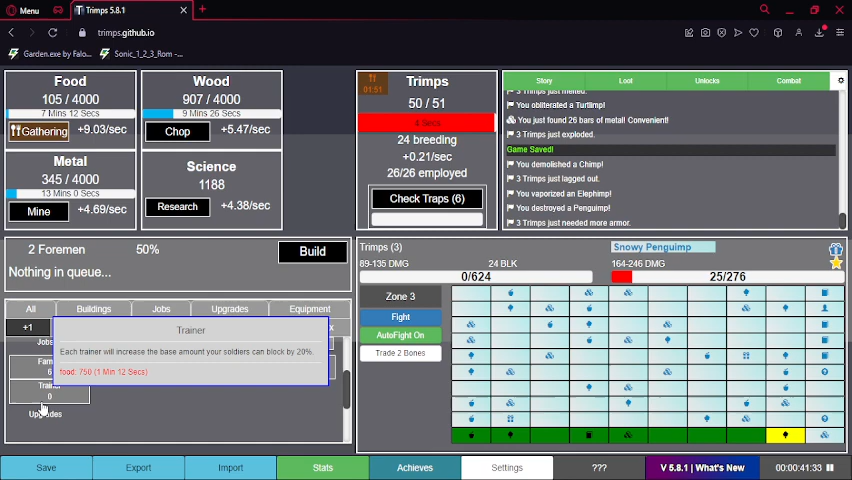 Menu
Trimps 5.8.1
trimps.github.io
Garden.exe by Falo...
Sonic_1_2_3_Rom -...
Food
105 / 4000
7 Mins 12 Secs
Gathering
+9.03/sec
Wood
907 / 4000
9 Mins 26 Secs
Chop
+5.47/sec
Metal
345 / 4000
13 Mins 0 Secs
Mine
+4.69/sec
Science
1188
Research
+4.38/sec
01:51
Trimps
50 / 51
4 Secs
24 breeding
+0.21/sec
26/26 employed
Check Traps (6)
Story
Loot
Unlocks
Combat
3 Trimps just melted.
You obliterated a Turtlimp!
You just found 26 bars of metal! Convenient!
3 Trimps just exploded.
Game Saved!
You demolished a Chimp!
3 Trimps just lagged out.
You vaporized an Elephimp!
You destroyed a Penguimp!
3 Trimps just needed more armor.
2 Foremen
50%
Build
Nothing in queue...
All
Buildings
Jobs
Upgrades
Equipment
+1
Jobs
Trainer
Each trainer will increase the base amount your soldiers can block by 20%.
food: 750 (1 Min 12 Secs)
Farm
6
Trainer
0
Upgrades
Trimps (3)
89-135 DMG
24 BLK
0/624
Snowy Penguimp
164-246 DMG
25/276
Zone 3
Fight
AutoFight On
Trade 2 Bones
Save
Export
Import
Stats
Achieves
Settings
???
V 5.8.1 | What's New
00:00:41:33